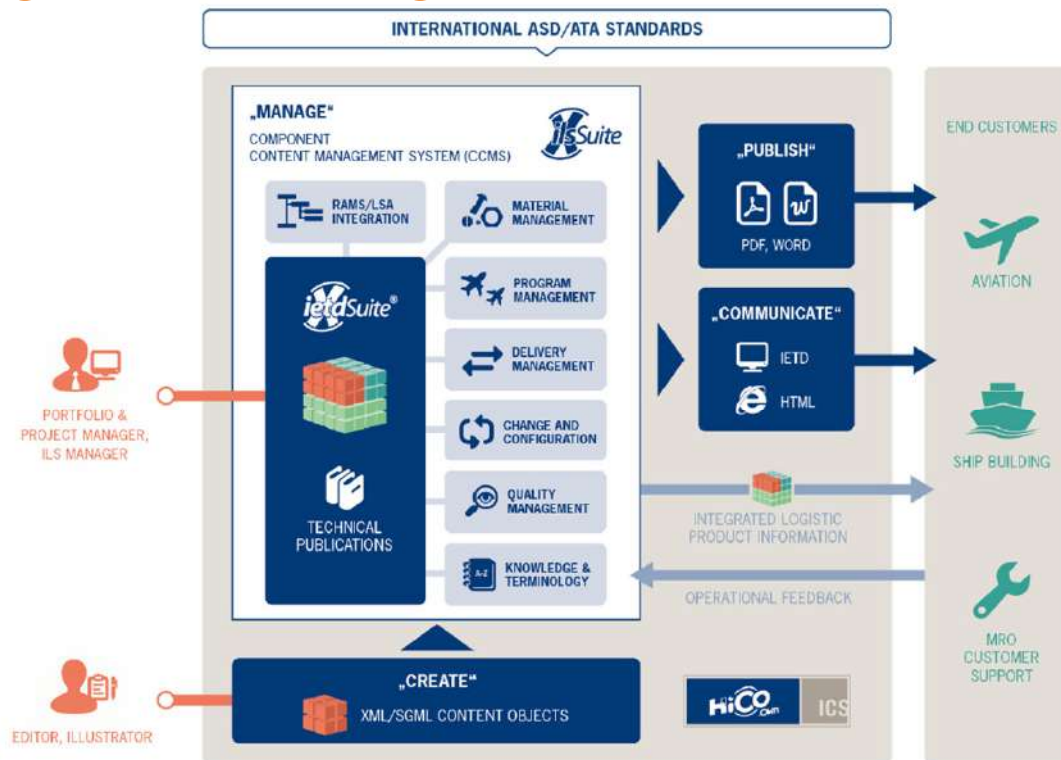 INTERNATIONAL ASD/ATA STANDARDS
„MANAGE“
COMPONENT
CONTENT MANAGEMENT SYSTEM (CCMS)
ilsSuite
RAMS/LSA
INTEGRATION
MATERIAL
MANAGEMENT
ietdSuite®
PROGRAM
MANAGEMENT
DELIVERY
MANAGEMENT
CHANGE AND
CONFIGURATION
QUALITY
MANAGEMENT
A-Z
KNOWLEDGE &
TERMINOLOGY
TECHNICAL
PUBLICATIONS
„PUBLISH“
W
PDF, WORD
„COMMUNICATE“
IETD
HTML
INTEGRATED LOGISTIC
PRODUCT INFORMATION
OPERATIONAL FEEDBACK
END CUSTOMERS
AVIATION
SHIP BUILDING
MRO
CUSTOMER
SUPPORT
PORTFOLIO &
PROJECT MANAGER,
ILS MANAGER
„CREATE“
XML/SGML CONTENT OBJECTS
EDITOR, ILLUSTRATOR
HiCO
ICS